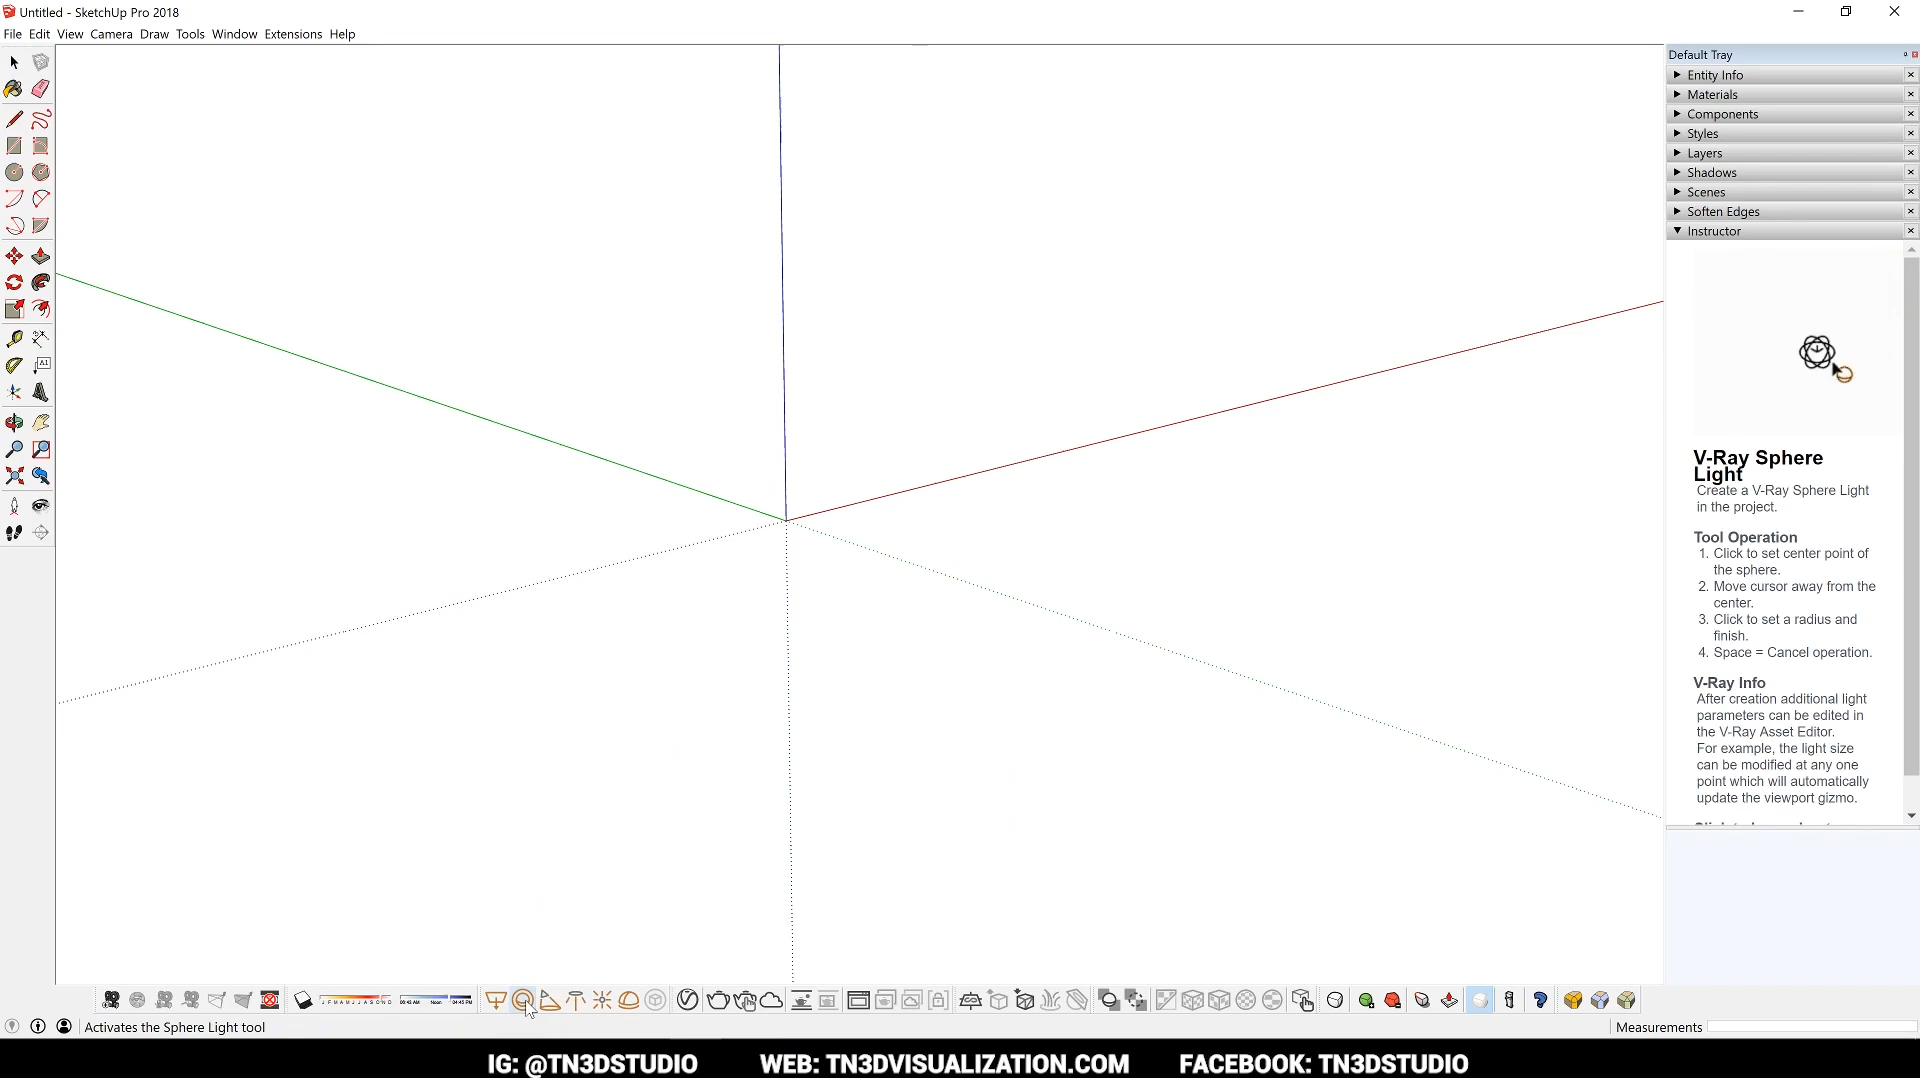 Untitled - SketchUp Pro 2018
File Edit View Camera Draw Tools Window Extensions Help
Default Tray
Entity Info
Materials
Components
Styles
Layers
Shadows
Scenes
Soften Edges
Instructor
V-Ray Sphere
Light
Create a V-Ray Sphere Light
in the project.
Tool Operation
1. Click to set center point of
the sphere.
2. Move cursor away from the
center.
3. Click to set a radius and
finish.
4. Space = Cancel operation.
V-Ray Info
After creation additional light
parameters can be edited in
the V-Ray Asset Editor.
For example, the light size
can be modified at any one
point which will automatically
update the viewport gizmo.
J F M A M J J A S O N D
Noon 04:45 PM
Activates the Sphere Light tool
Measurements
IG: @TN3DSTUDIO WEB: TN3DVISUALIZATION.COM FACEBOOK: TN3DSTUDIO